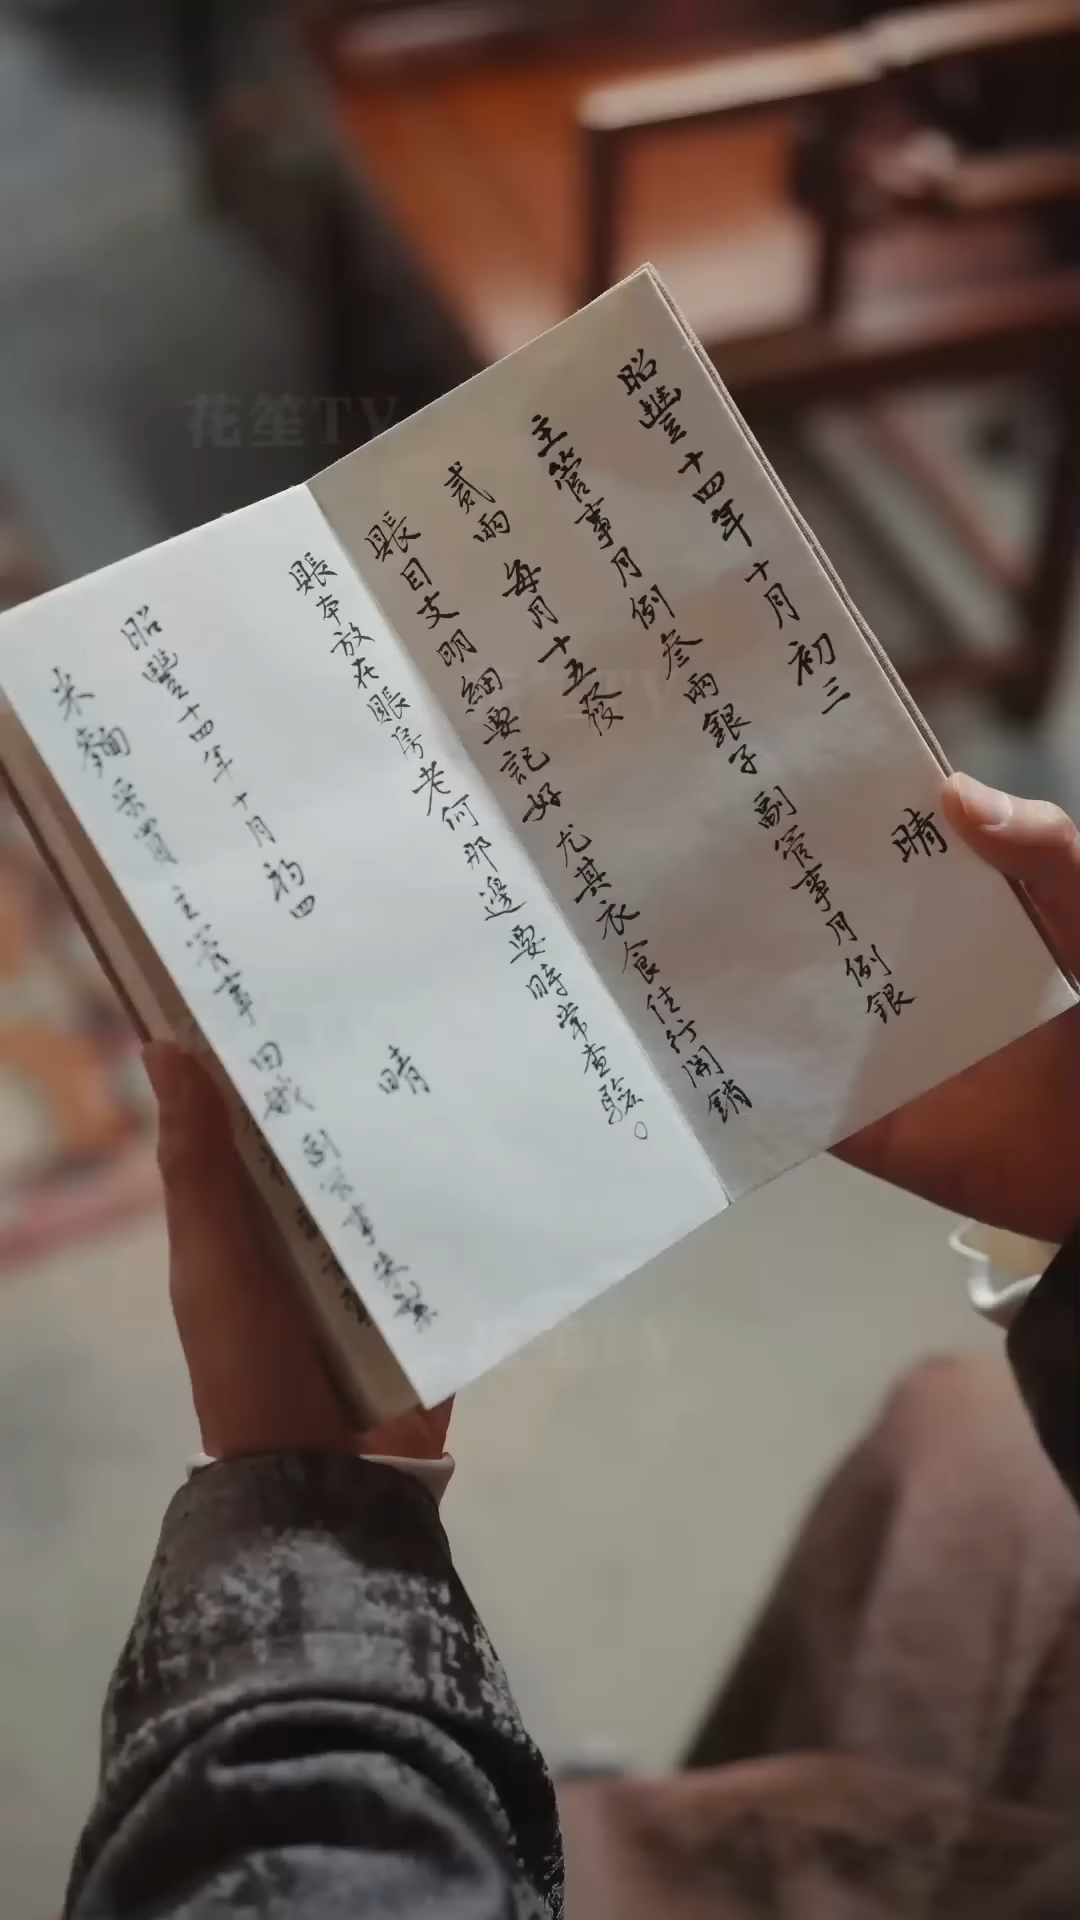 昭豐十四年 十月初三 晴
主管事月例叁兩銀子 副管事月例銀
貳兩 每月十五發
賬目支明細要記好 尤其衣食住行開銷
賬本放在賬房老何那邊 要時常查驗。
昭豐十四年十月初四 晴
米麵采買 主管事田 副管事
花笙TV